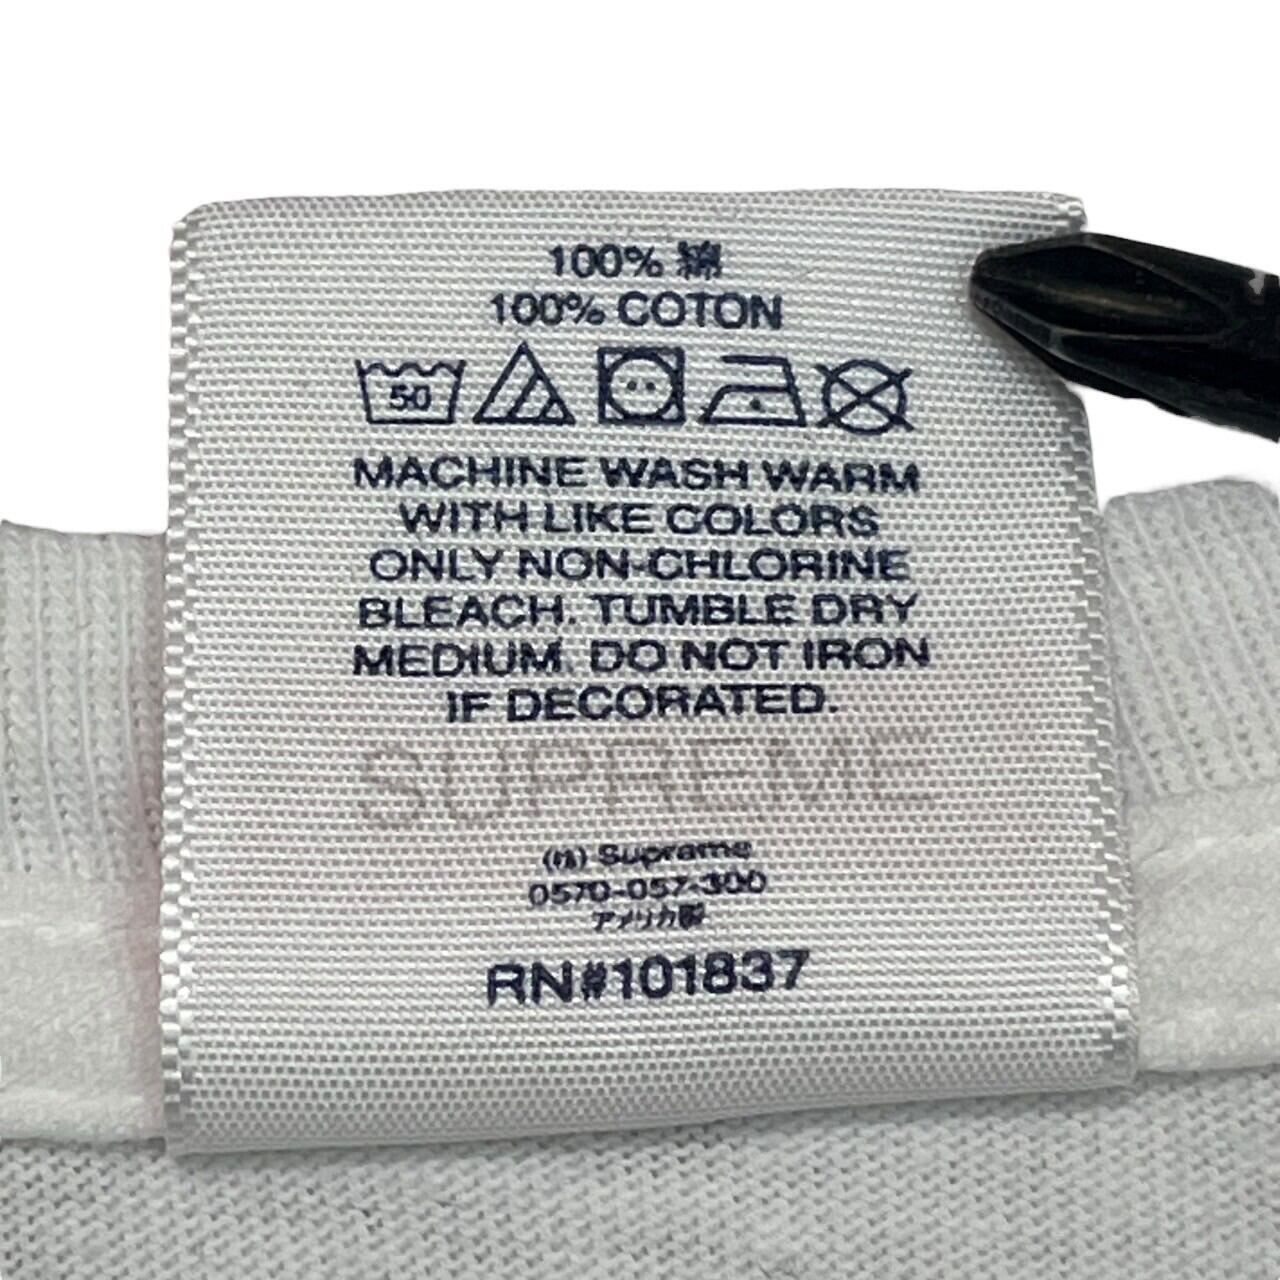 100% 綿
100% COTON
50
MACHINE WASH WARM
WITH LIKE COLORS
ONLY NON-CHLORINE
BLEACH. TUMBLE DRY
MEDIUM. DO NOT IRON
IF DECORATED.
SUPREME
(株) Supreme
0570-057-300
アメリカ製
RN#101837